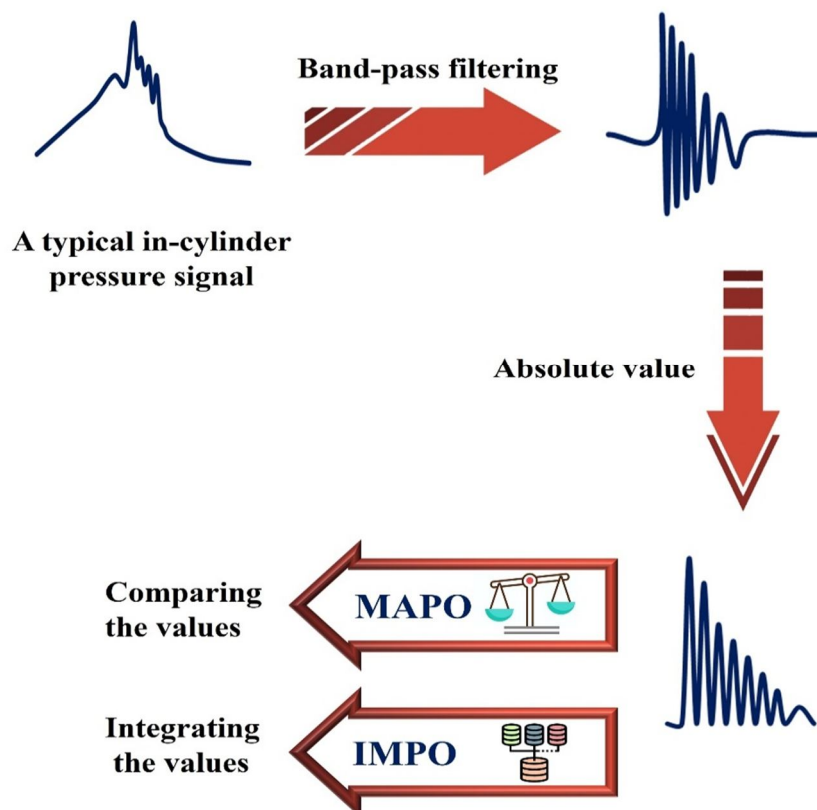 Band-pass filtering
A typical in-cylinder
pressure signal
Absolute value
Comparing
the values
MAPO
Integrating
the values
IMPO